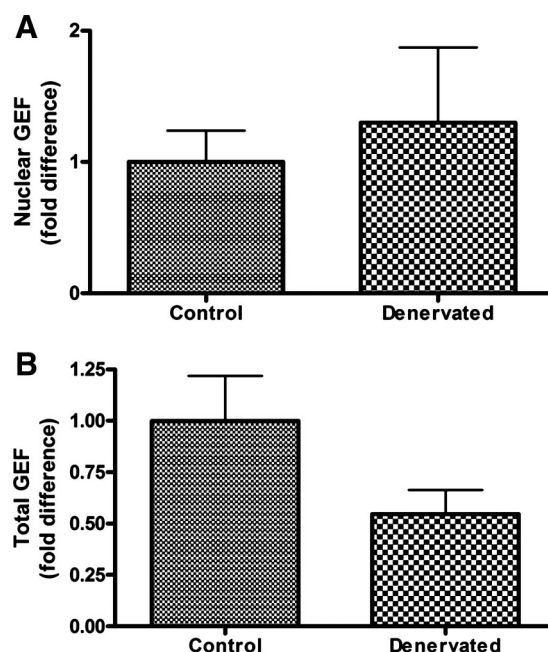 A
Nuclear GEF
(fold difference)
2
1
0
Control Denervated
B
Total GEF
(fold difference)
1.25
1.00
0.75
0.50
0.25
0.00
Control Denervated